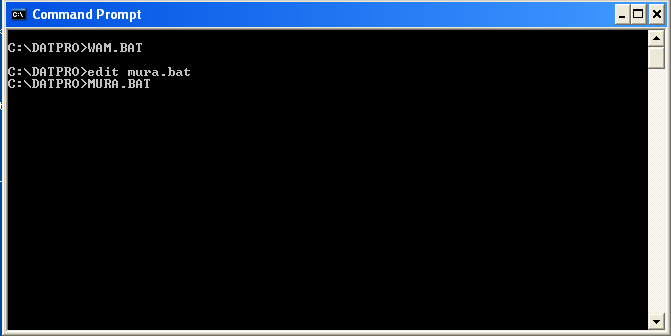 Command Prompt
C:\DATPRO>WAM.BAT
C:\DATPRO>edit mura.bat
C:\DATPRO>MURA.BAT